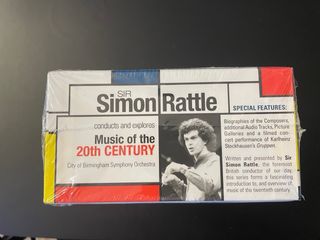 SIR
Simon Rattle
conducts and explores
Music of the
20th CENTURY
City of Birmingham Symphony Orchestra
SPECIAL FEATURES:
Biographies of the Composers,
additional Audio Tracks, Picture
Galleries and a filmed con-
cert performance of Karlheinz
Stockhausen's Gruppen.
Written and presented by Sir
Simon Rattle, the foremost
British conductor of our day,
this series forms a fascinating
introduction to, and overview of,
music of the twentieth century.